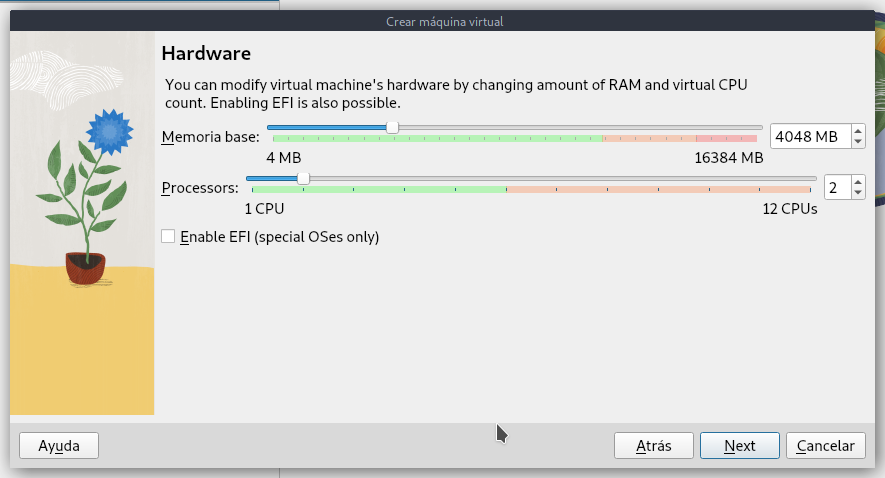 Crear máquina virtual
Hardware
You can modify virtual machine's hardware by changing amount of RAM and virtual CPU
count. Enabling EFI is also possible.
Memoria base: 4048 MB
4 MB 16384 MB
Processors: 2
1 CPU 12 CPUs
Enable EFI (special OSes only)
Ayuda Atrás Next Cancelar